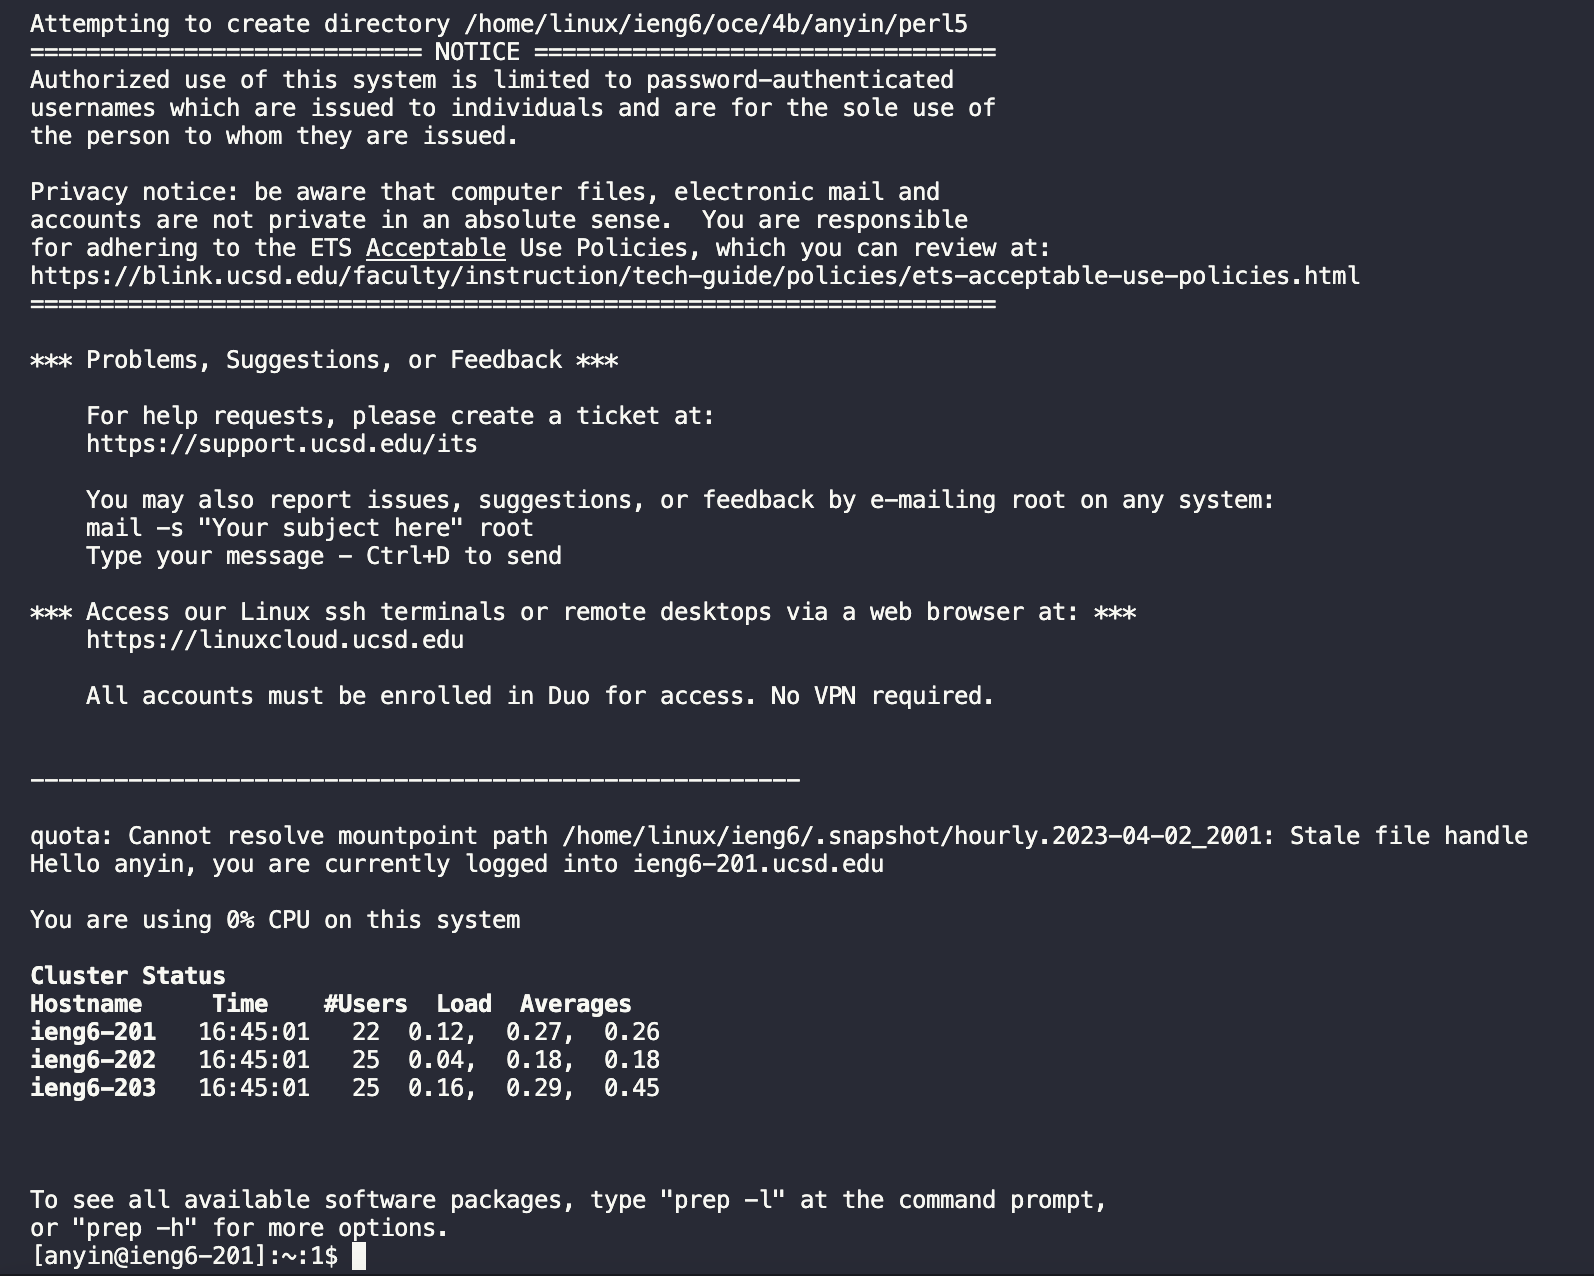 Attempting to create directory /home/linux/ieng6/oce/4b/anyin/perl5
============================ NOTICE =================================
Authorized use of this system is limited to password-authenticated
usernames which are issued to individuals and are for the sole use of
the person to whom they are issued.
Privacy notice: be aware that computer files, electronic mail and
accounts are not private in an absolute sense.  You are responsible
for adhering to the ETS Acceptable Use Policies, which you can review at:
https://blink.ucsd.edu/faculty/instruction/tech-guide/policies/ets-acceptable-use-policies.html
=====================================================================
*** Problems, Suggestions, or Feedback ***
For help requests, please create a ticket at:
https://support.ucsd.edu/its
You may also report issues, suggestions, or feedback by e-mailing root on any system:
mail -s "Your subject here" root
Type your message - Ctrl+D to send
*** Access our Linux ssh terminals or remote desktops via a web browser at: ***
https://linuxcloud.ucsd.edu
All accounts must be enrolled in Duo for access. No VPN required.
-------------------------------------------------------
quota: Cannot resolve mountpoint path /home/linux/ieng6/.snapshot/hourly.2023-04-02_2001: Stale file handle
Hello anyin, you are currently logged into ieng6-201.ucsd.edu
You are using 0% CPU on this system
Cluster Status
Hostname     Time    #Users  Load  Averages
ieng6-201   16:45:01   22  0.12,  0.27,  0.26
ieng6-202   16:45:01   25  0.04,  0.18,  0.18
ieng6-203   16:45:01   25  0.16,  0.29,  0.45
To see all available software packages, type "prep -l" at the command prompt,
or "prep -h" for more options.
[anyin@ieng6-201]:~:1$